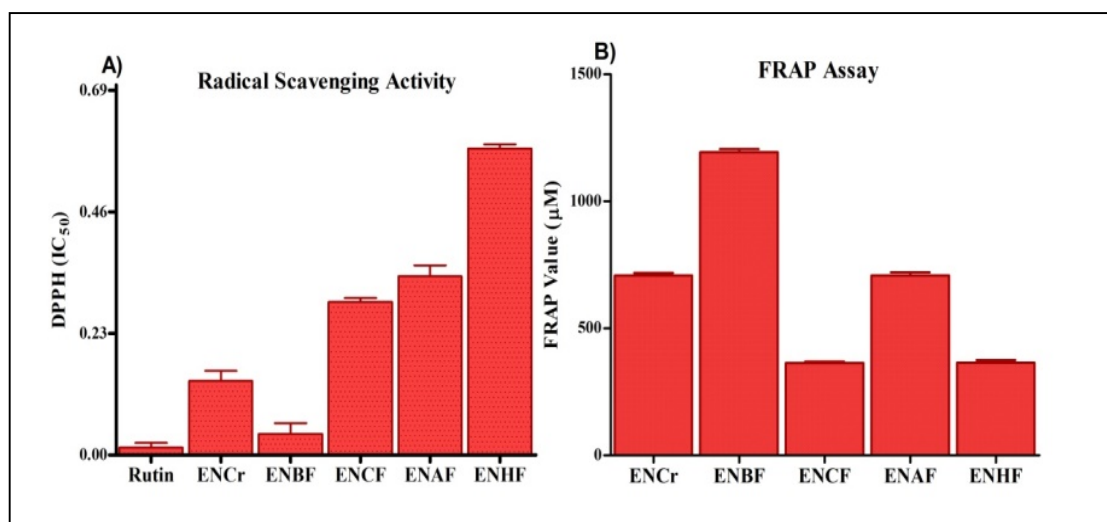 A)
Radical Scavenging Activity
DPPH (IC50)
0.69
0.46
0.23
0.00
Rutin ENCr ENBF ENCF ENAF ENHF
B)
FRAP Assay
FRAP Value (μM)
1500
1000
500
0
ENCr ENBF ENCF ENAF ENHF